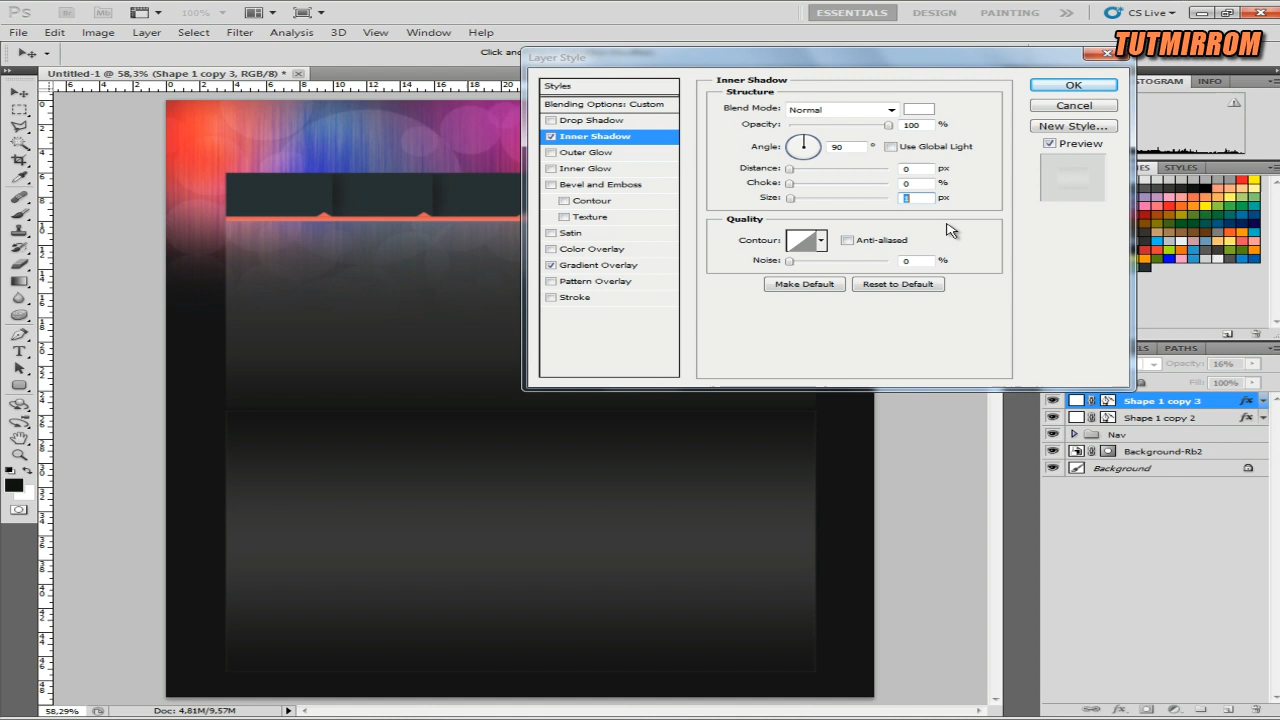 Ps Br Mb 100% ESSENTIALS DESIGN PAINTING CS Live
File Edit Image Layer Select Filter Analysis 3D View Window Help
TUTMIRROM
Untitled-1 @ 58,3% (Shape 1 copy 3, RGB/8) *
Layer Style
Styles
Blending Options: Custom
Drop Shadow
Inner Shadow
Outer Glow
Inner Glow
Bevel and Emboss
Contour
Texture
Satin
Color Overlay
Gradient Overlay
Pattern Overlay
Stroke
Inner Shadow
Structure
Blend Mode: Normal
Opacity: 100 %
Angle: 90 ° Use Global Light
Distance: 0 px
Choke: 0 %
Size: px
Quality
Contour: Anti-aliased
Noise: 0 %
Make Default Reset to Default
OK
Cancel
New Style...
Preview
STOGRAM INFO
STYLES
PATHS
Opacity: 16%
Fill: 100%
Shape 1 copy 3 fx
Shape 1 copy 2 fx
Nav
Background-Rb2
Background
58,29% Doc: 4,81M/9,57M